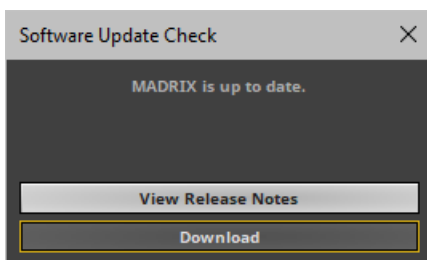 Software Update Check
MADRIX is up to date.
View Release Notes
Download